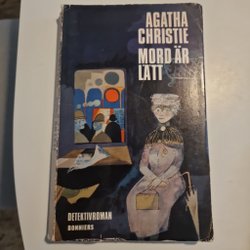 AGATHA
CHRISTIE
MORD ÄR
LÄTT
DETEKTIVROMAN
BONNIERS